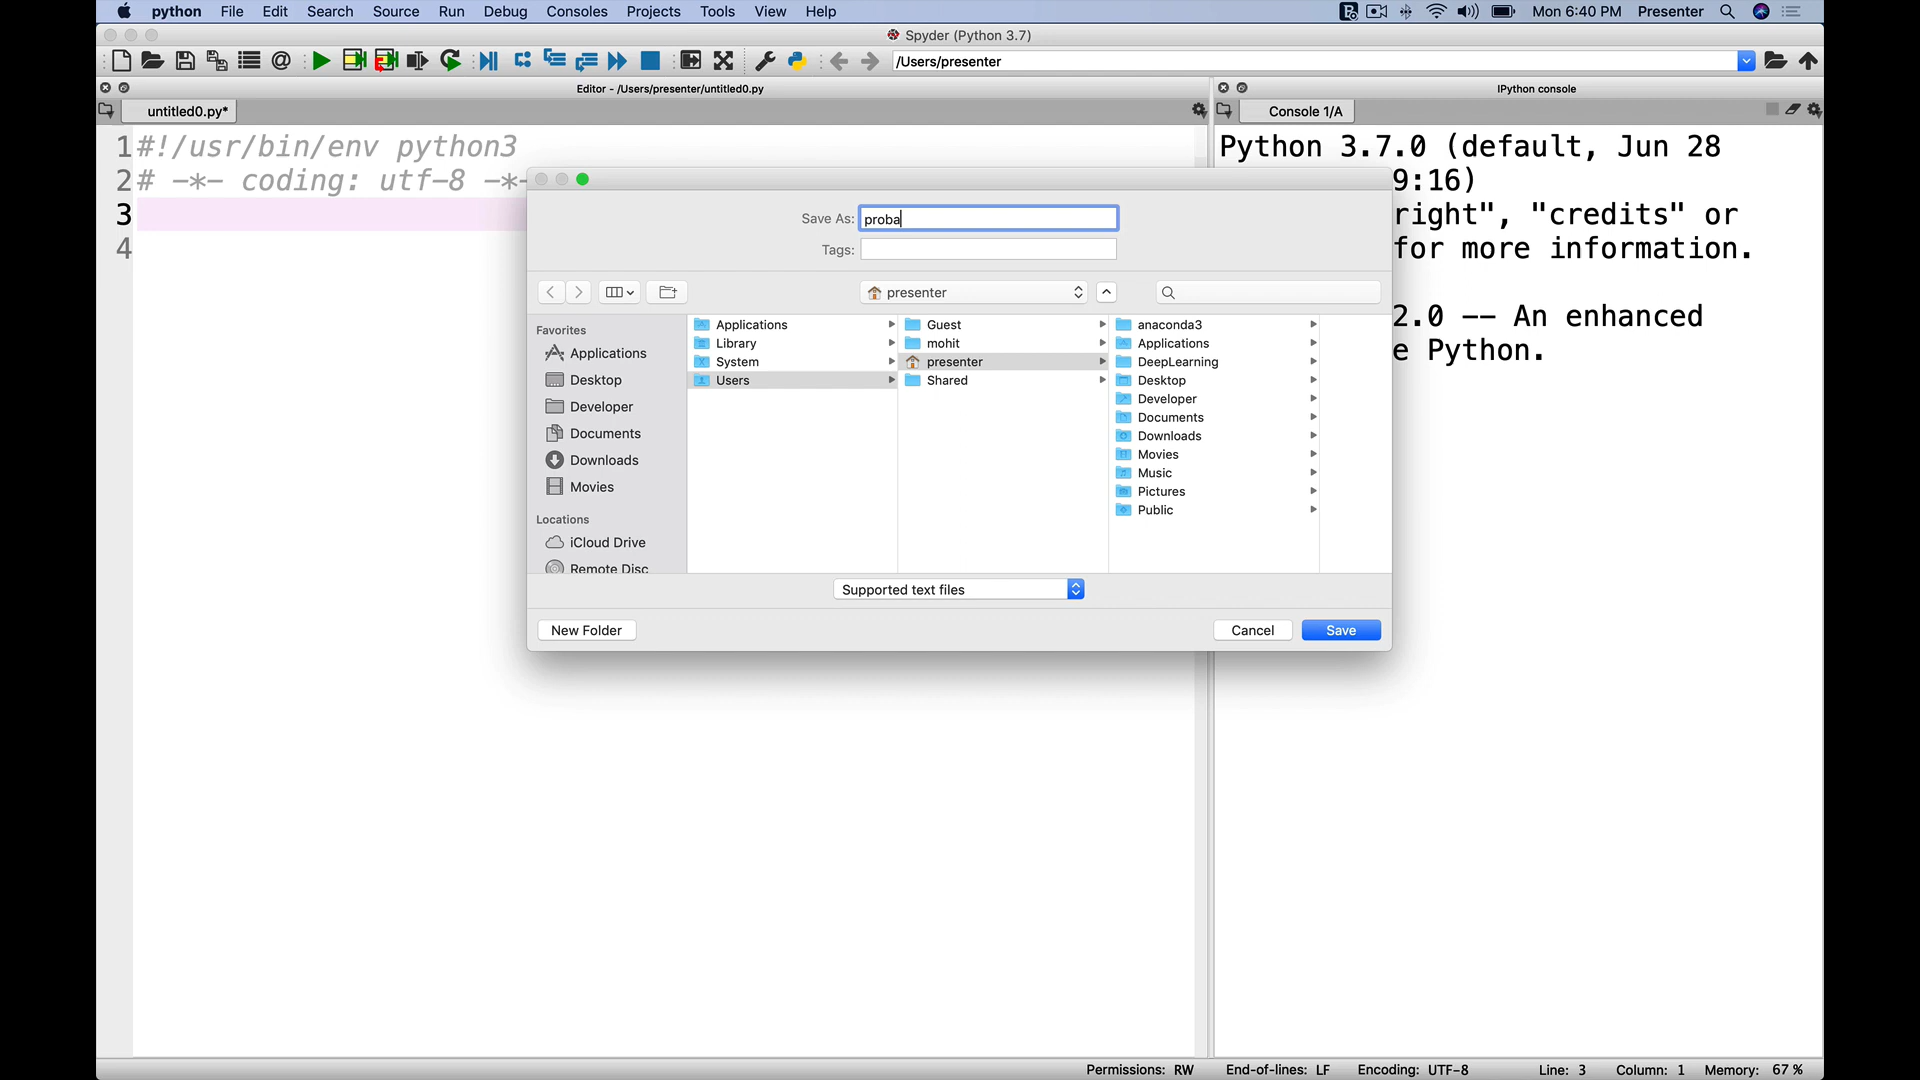 python File Edit Search Source Run Debug Consoles Projects Tools View Help Mon 6:40 PM Presenter
Spyder (Python 3.7)
/Users/presenter
Editor - /Users/presenter/untitled0.py
untitled0.py*
1 #!/usr/bin/env python3
2 # -*- coding: utf-8 -*-
3
4
Save As: proba
Tags:
presenter
Favorites
Applications
Desktop
Developer
Documents
Downloads
Movies
Locations
iCloud Drive
Remote Disc
Applications
Library
System
Users
Guest
mohit
presenter
Shared
anaconda3
Applications
DeepLearning
Desktop
Developer
Documents
Downloads
Movies
Music
Pictures
Public
Supported text files
New Folder Cancel Save
IPython console
Console 1/A
Python 3.7.0 (default, Jun 28
9:16)
right", "credits" or
for more information.
2.0 -- An enhanced
e Python.
Permissions: RW End-of-lines: LF Encoding: UTF-8 Line: 3 Column: 1 Memory: 67 %